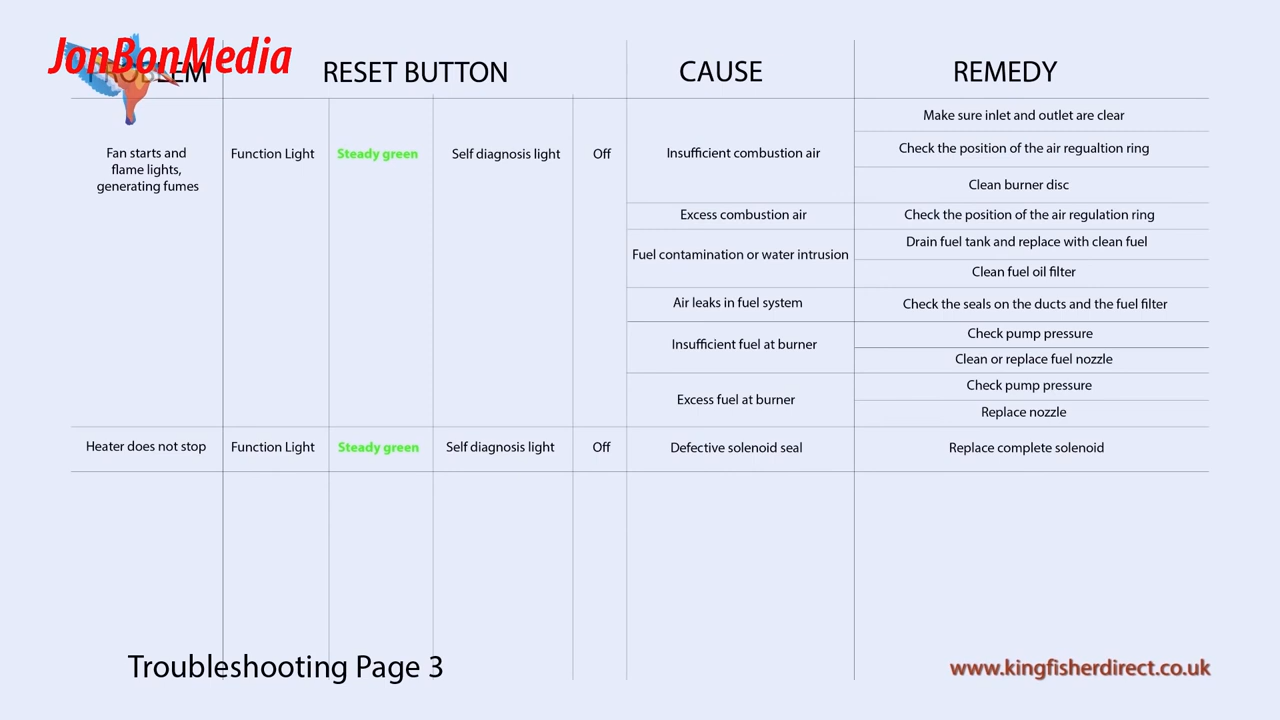 JonBonMedia
PROBLEM
RESET BUTTON
CAUSE
REMEDY
Fan starts and
flame lights,
generating fumes
Function Light
Steady green
Self diagnosis light
Off
Insufficient combustion air
Make sure inlet and outlet are clear
Check the position of the air regualtion ring
Clean burner disc
Excess combustion air
Check the position of the air regulation ring
Fuel contamination or water intrusion
Drain fuel tank and replace with clean fuel
Clean fuel oil filter
Air leaks in fuel system
Check the seals on the ducts and the fuel filter
Insufficient fuel at burner
Check pump pressure
Clean or replace fuel nozzle
Excess fuel at burner
Check pump pressure
Replace nozzle
Heater does not stop
Function Light
Steady green
Self diagnosis light
Off
Defective solenoid seal
Replace complete solenoid
Troubleshooting Page 3
www.kingfisherdirect.co.uk